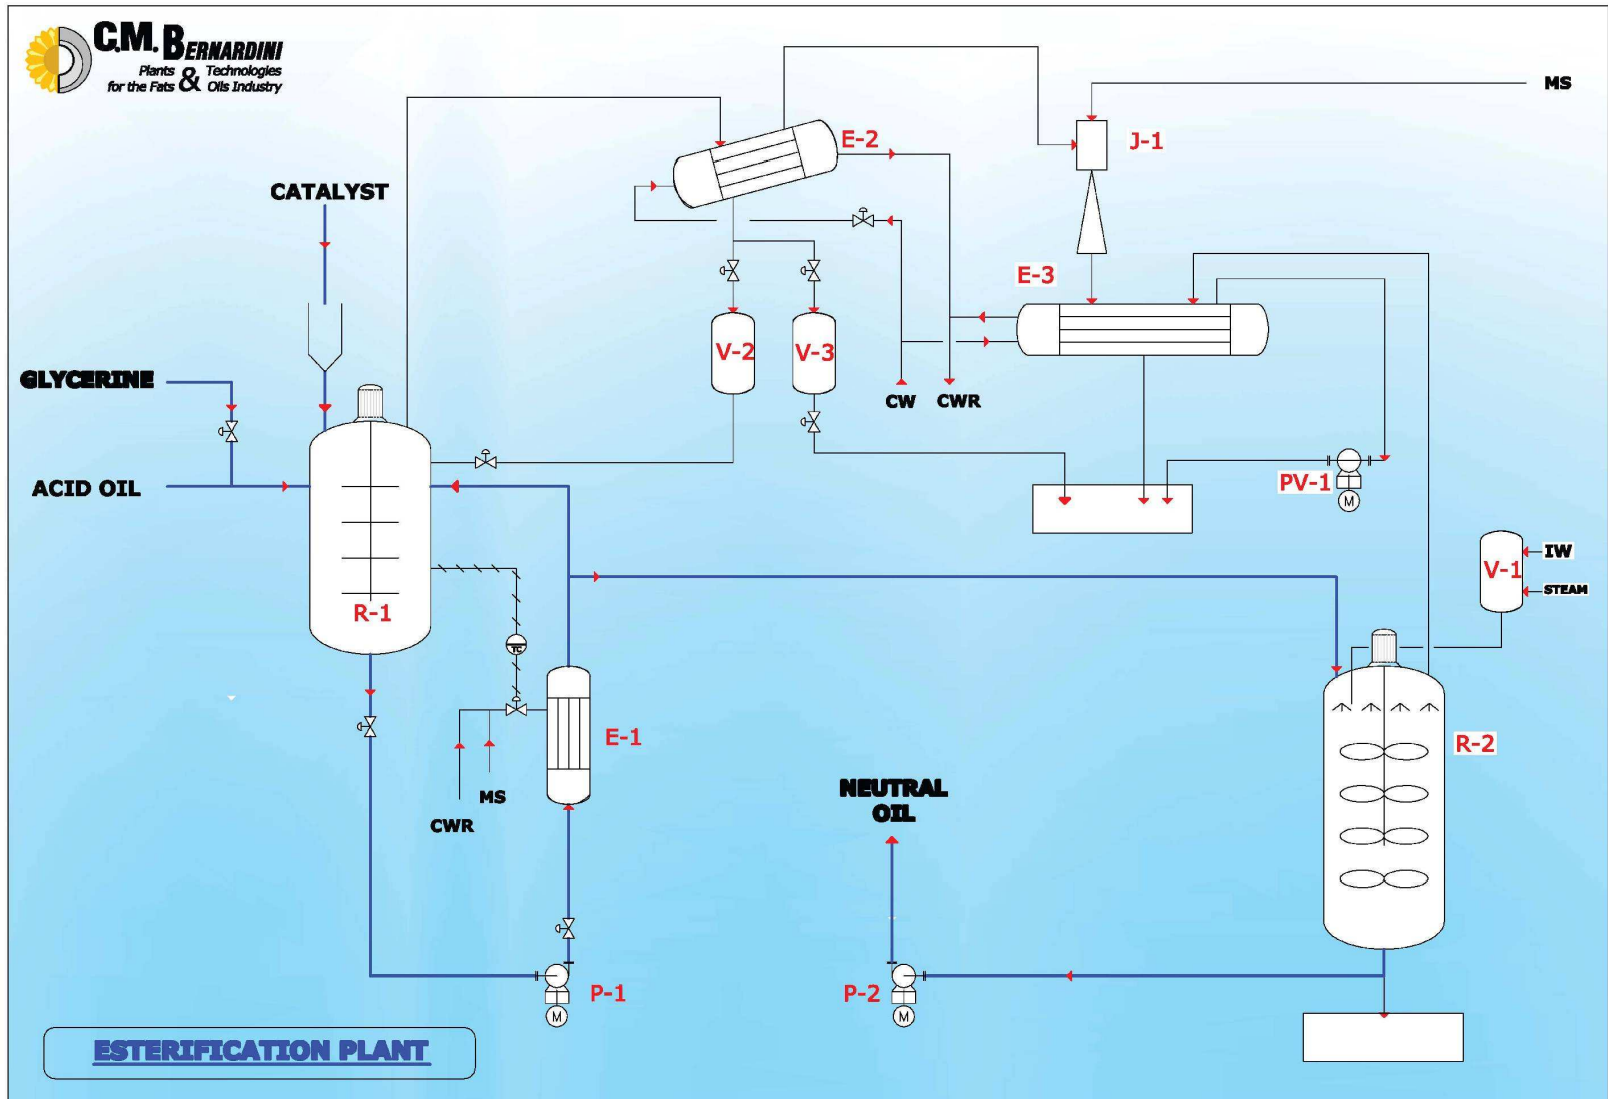 C.M. BERNARDINI
Plants & Technologies
for the Fats & Oils Industry
MS
E-2
J-1
CATALYST
E-3
V-2
V-3
GLYCERINE
CW
CWR
ACID OIL
PV-1
M
IW
V-1
STEAM
R-1
TC
E-1
R-2
MS
CWR
NEUTRAL
OIL
P-1
P-2
M
M
ESTERIFICATION PLANT